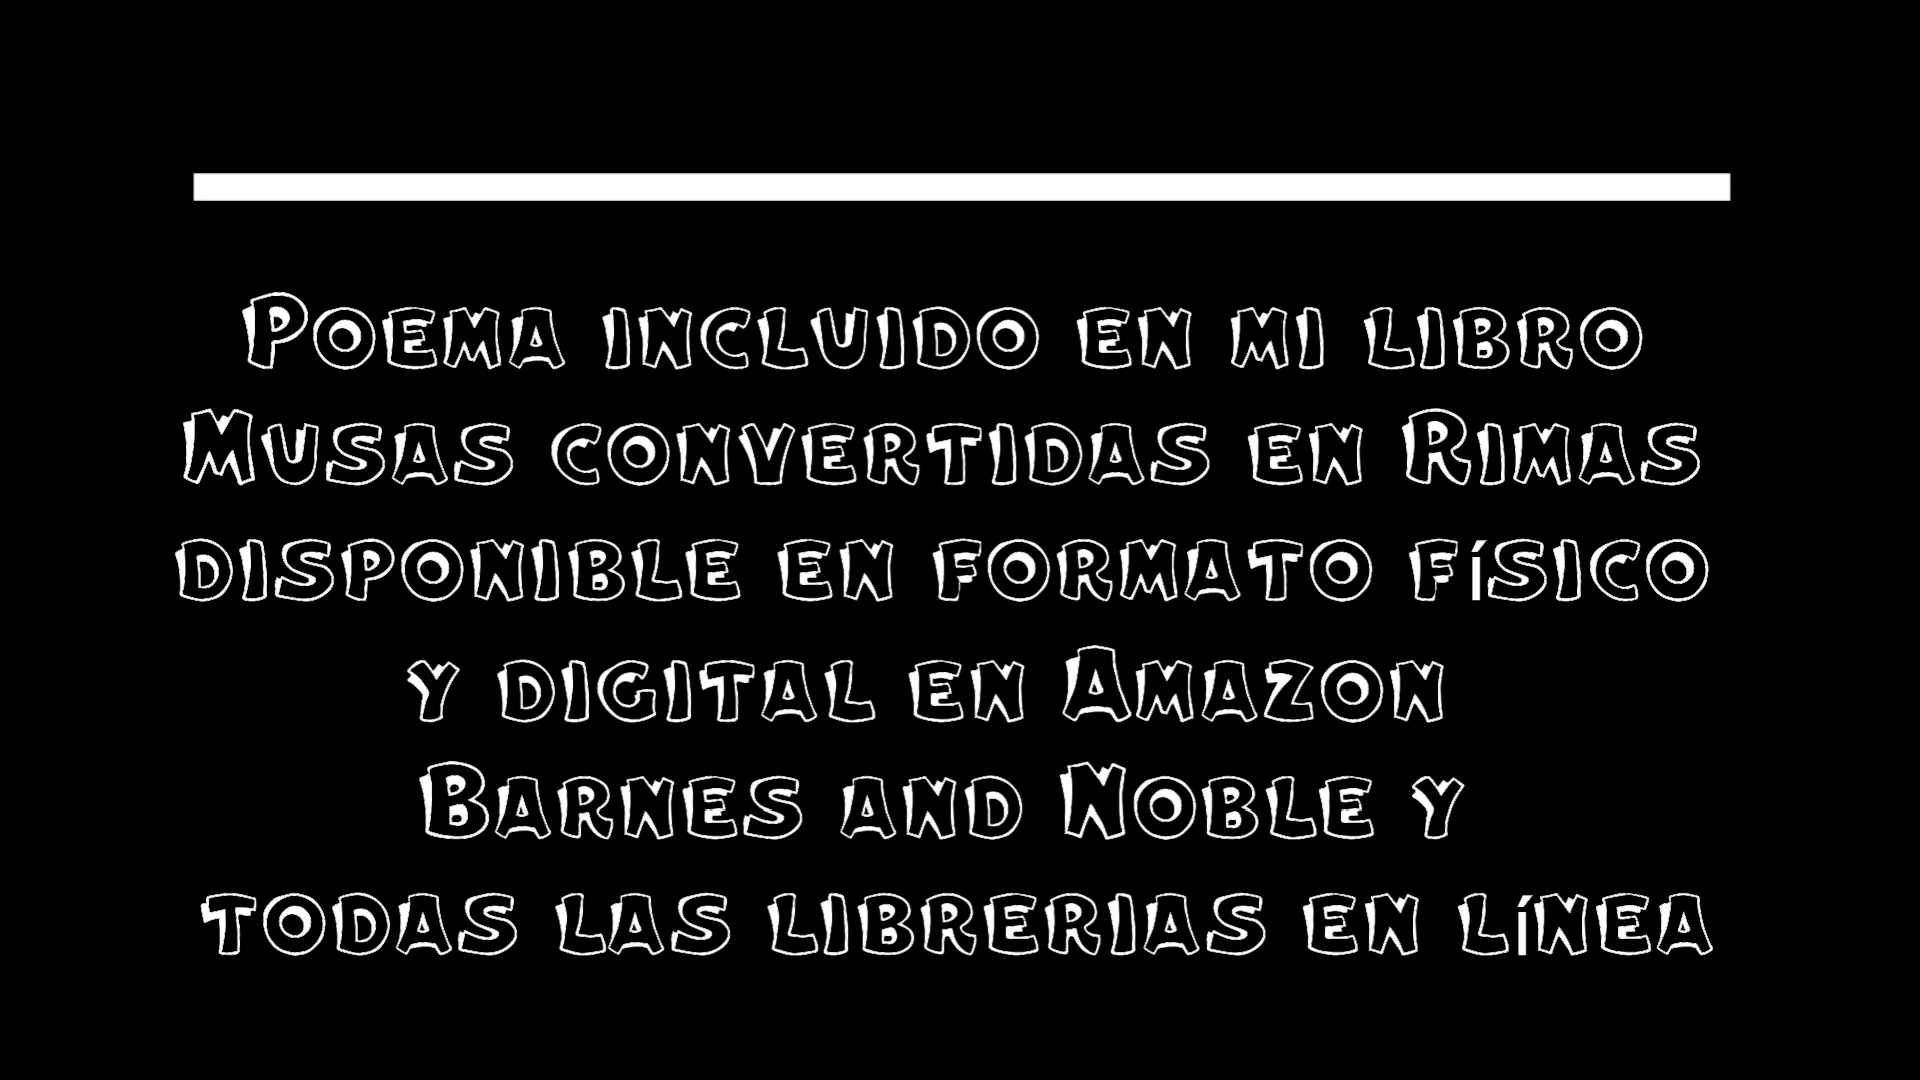 Poema incluido en mi libro
Musas convertidas en Rimas
disponible en formato físico
y digital en Amazon
Barnes and Noble y
todas las librerias en línea